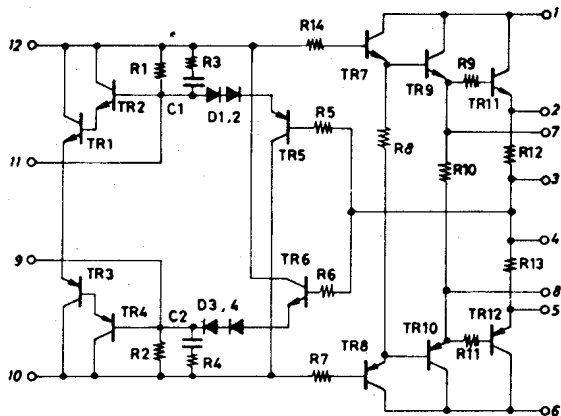 1
12
R14
R3
R1
TR7
R9
TR2
C1
TR9
TR11
D1,2
2
R5
7
TR1
TR5
R8
R12
11
R10
3
4
9
TR6
R13
TR3
R6
D3,4
8
TR4
C2
5
TR10
TR12
R2
R4
TR8
R11
10
R7
6